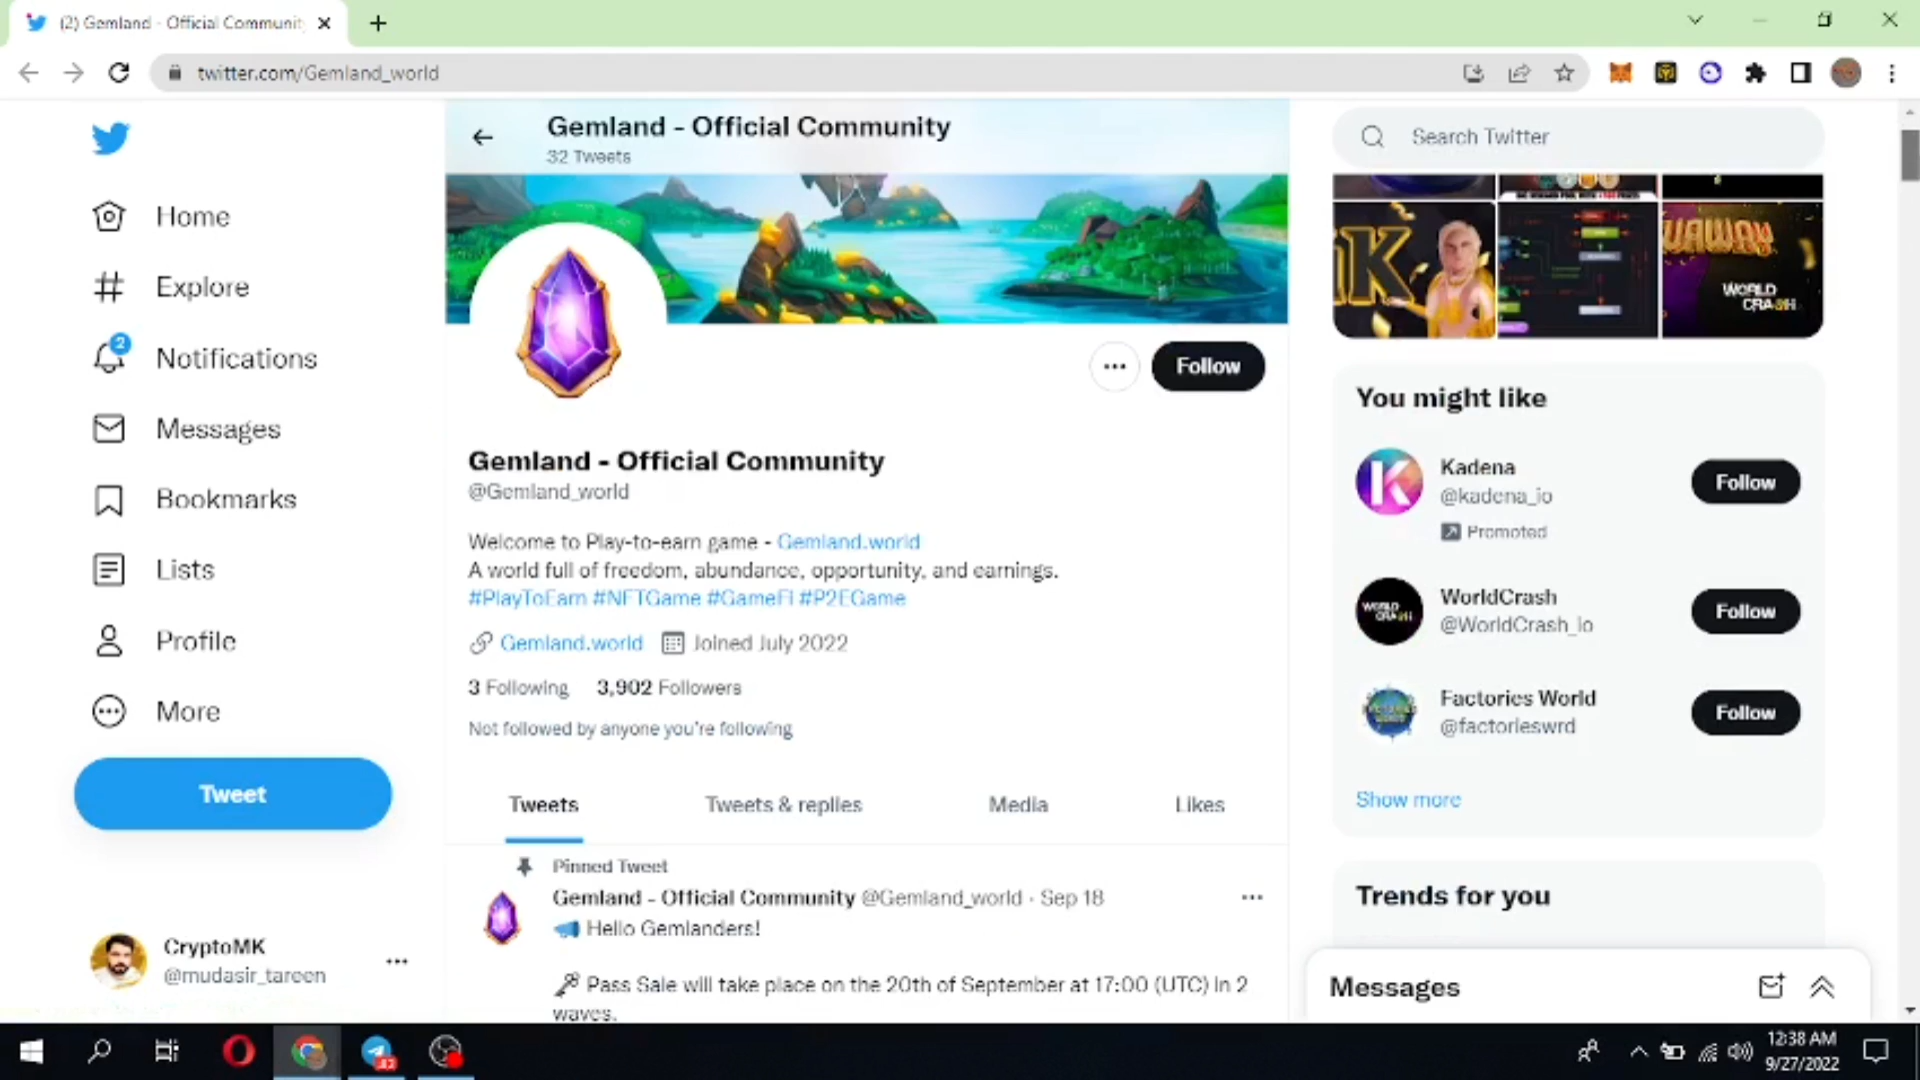 (2) Gemland - Official Communit
twitter.com/Gemland_world
Gemland - Official Community
32 Tweets
Search Twitter
Home
Explore
2
Notifications
Messages
Bookmarks
Lists
Profile
More
Tweet
CryptoMK
@mudasir_tareen
Follow
Gemland - Official Community
@Gemland_world
Welcome to Play-to-earn game - Gemland.world
A world full of freedom, abundance, opportunity, and earnings.
#PlayToEarn #NFTGame #GameFi #P2EGame
Gemland.world Joined July 2022
3 Following 3,902 Followers
Not followed by anyone you're following
Tweets Tweets & replies Media Likes
Pinned Tweet
Gemland - Official Community @Gemland_world · Sep 18
Hello Gemlanders!
Pass Sale will take place on the 20th of September at 17:00 (UTC) in 2
waves.
UAWAY
WORLD
CRASH
You might like
Kadena
@kadena_io
Promoted
Follow
WorldCrash
@WorldCrash_io
Follow
Factories World
@factorieswrd
Follow
Show more
Trends for you
Messages
12:38 AM
9/27/2022